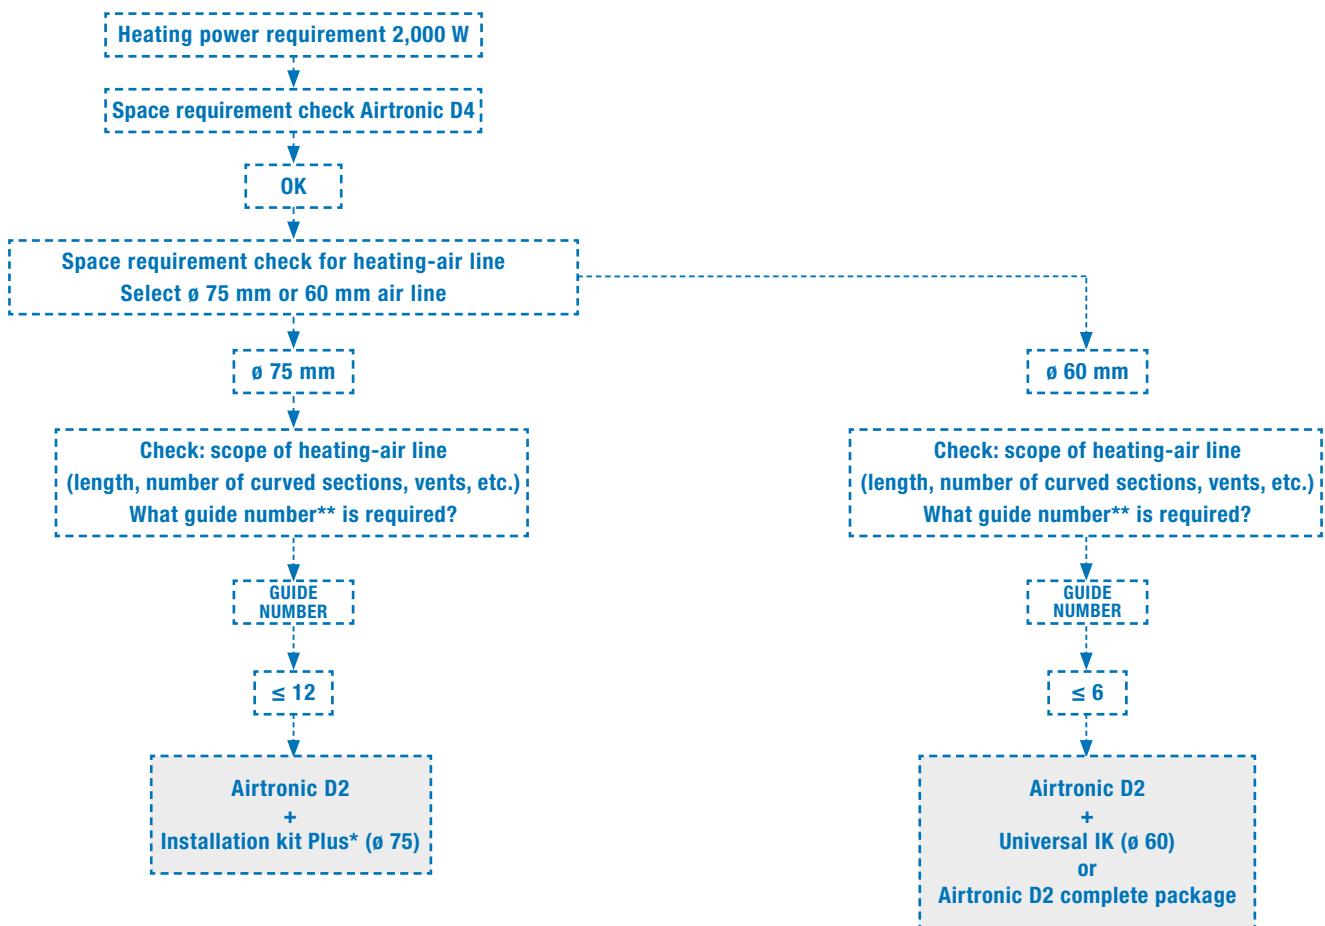 Heating power requirement 2,000 W
Space requirement check Airtronic D4
OK
Space requirement check for heating-air line
Select ø 75 mm or 60 mm air line
ø 75 mm
ø 60 mm
Check: scope of heating-air line
(length, number of curved sections, vents, etc.)
What guide number** is required?
Check: scope of heating-air line
(length, number of curved sections, vents, etc.)
What guide number** is required?
GUIDE
NUMBER
GUIDE
NUMBER
≤ 12
≤ 6
Airtronic D2
+
Installation kit Plus* (ø 75)
Airtronic D2
+
Universal IK (ø 60)
or
Airtronic D2 complete package